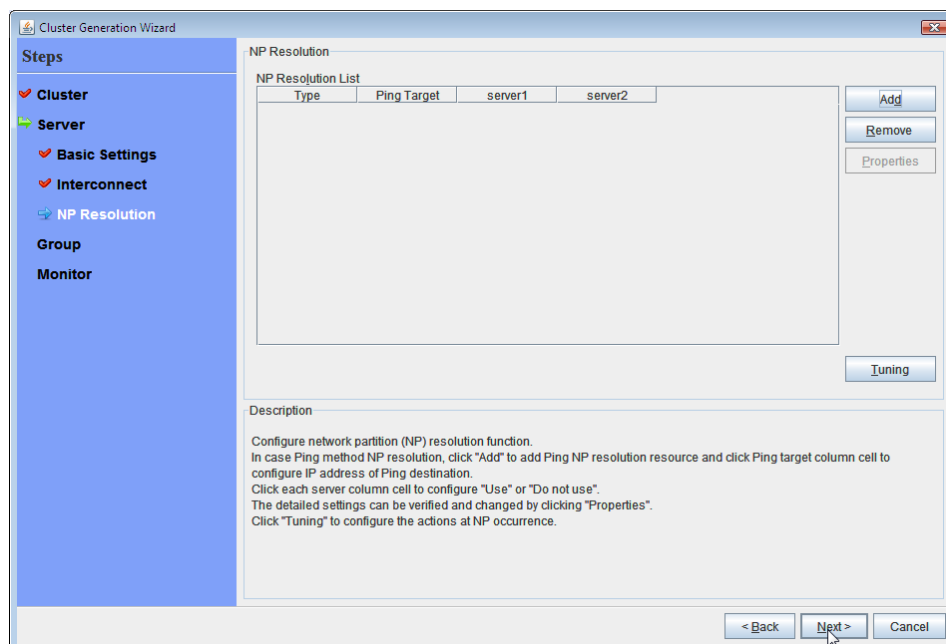 Cluster Generation Wizard
Steps
Cluster
Server
Basic Settings
Interconnect
NP Resolution
Group
Monitor
NP Resolution
NP Resolution List
Type Ping Target server1 server2
Add
Remove
Properties
Tuning
Description
Configure network partition (NP) resolution function.
In case Ping method NP resolution, click "Add" to add Ping NP resolution resource and click Ping target column cell to
configure IP address of Ping destination.
Click each server column cell to configure "Use" or "Do not use".
The detailed settings can be verified and changed by clicking "Properties".
Click "Tuning" to configure the actions at NP occurrence.
< Back Next > Cancel